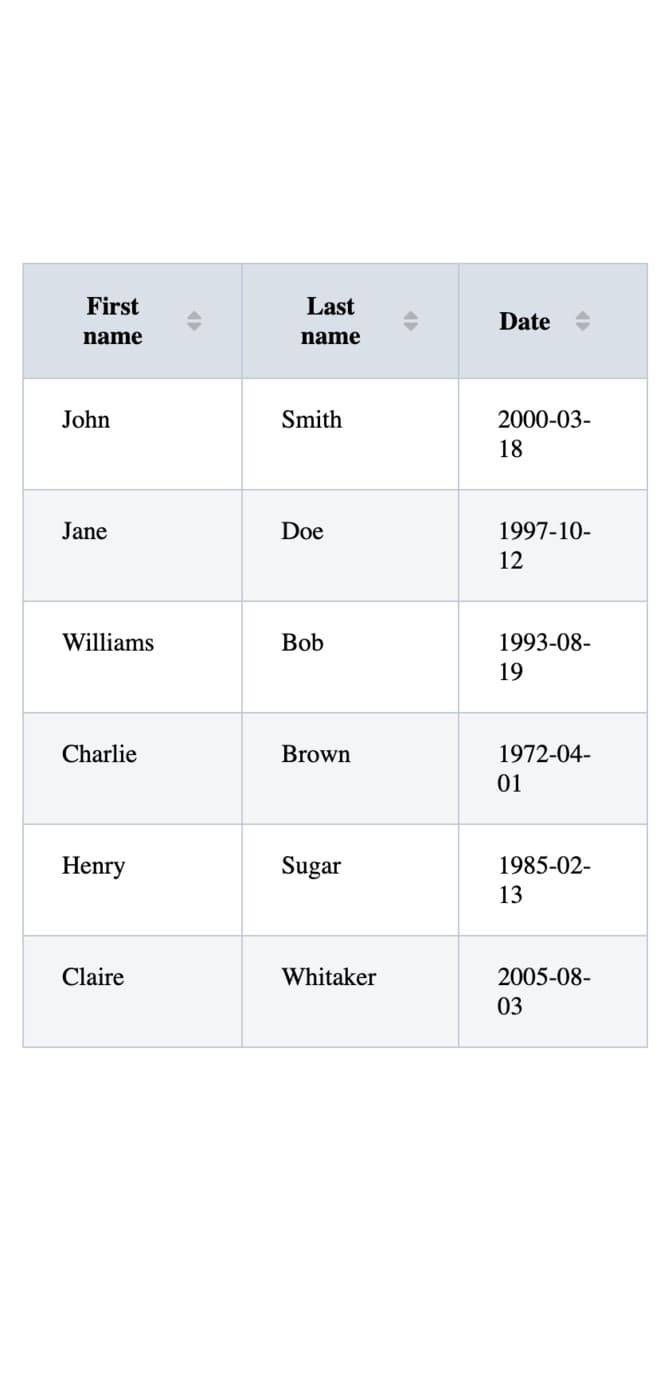 First name Last name Date
John Smith 2000-03-18
Jane Doe 1997-10-12
Williams Bob 1993-08-19
Charlie Brown 1972-04-01
Henry Sugar 1985-02-13
Claire Whitaker 2005-08-03